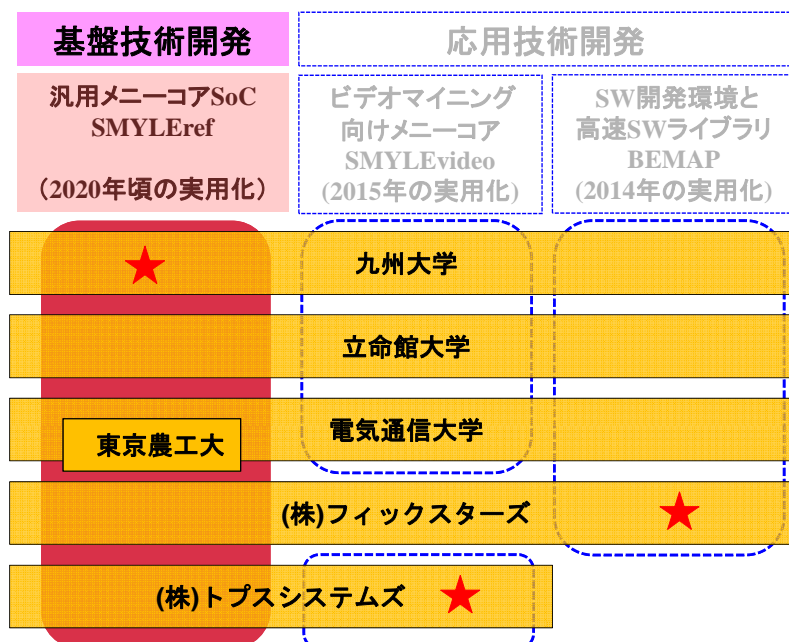 基盤技術開発
応用技術開発
汎用メニーコアSoC
SMYLEref
(2020年頃の実用化)
ビデオマイニング
向けメニーコア
SMYLEvideo
(2015年の実用化)
SW開発環境と
高速SWライブラリ
BEMAP
(2014年の実用化)
九州大学
立命館大学
電気通信大学
東京農工大
(株)フィックスターズ
(株)トプスシステムズ